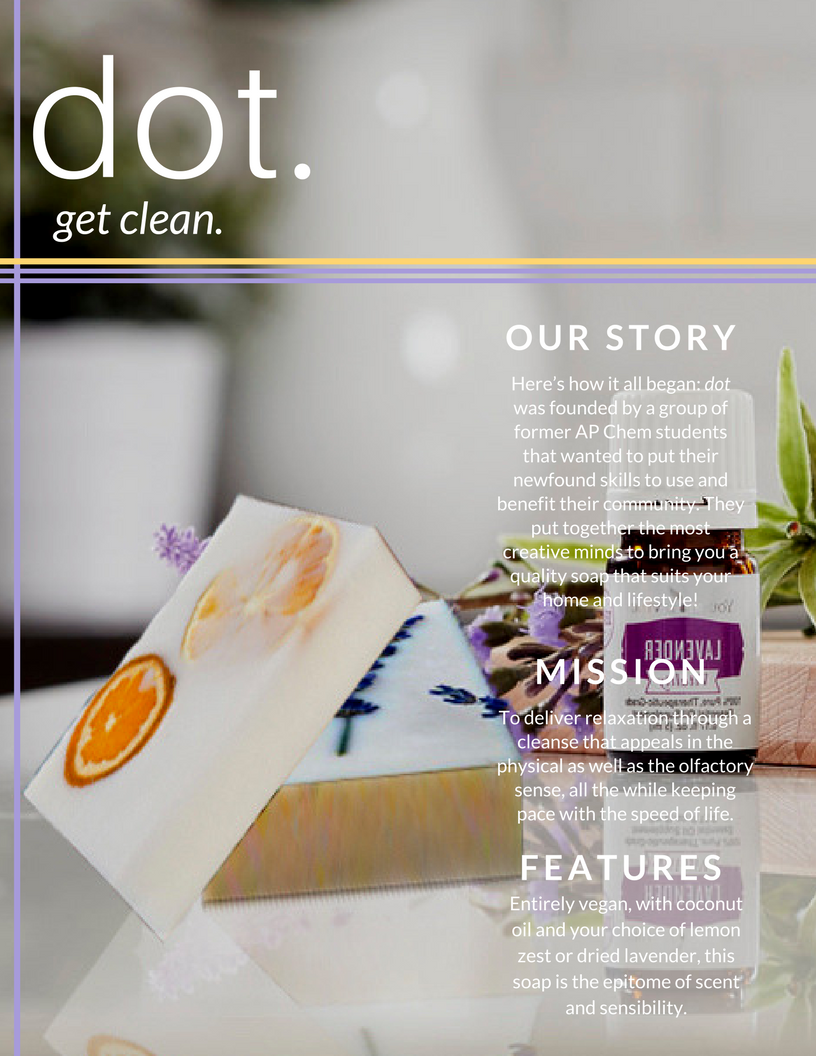 dot.
get clean.
OUR STORY
Here's how it all began: dot
was founded by a group of
former AP Chem students
that wanted to put their
newfound skills to use and
benefit their community. They
put together the most
creative minds to bring you a
quality soap that suits your
home and lifestyle!
LAVENDER
MISSION
To deliver relaxation through a
cleanse that appeals in the
physical as well as the olfactory
sense, all the while keeping
pace with the speed of life.
FEATURES
Entirely vegan, with coconut
oil and your choice of lemon
zest or dried lavender, this
soap is the epitome of scent
and sensibility.